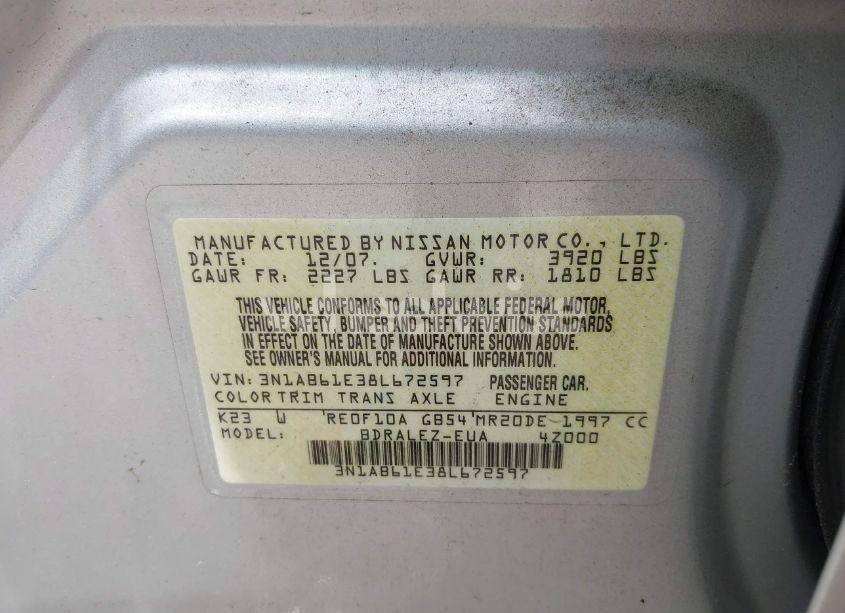 MANUFACTURED BY NISSAN MOTOR CO., LTD.
DATE: 12/07. GVWR: 3920 LBS
GAWR FR: 2227 LBS GAWR RR: 1810 LBS
THIS VEHICLE CONFORMS TO ALL APPLICABLE FEDERAL MOTOR,
VEHICLE SAFETY, BUMPER AND THEFT PREVENTION STANDARDS
IN EFFECT ON THE DATE OF MANUFACTURE SHOWN ABOVE.
SEE OWNER'S MANUAL FOR ADDITIONAL INFORMATION.
VIN: 3N1AB61E38L672597 PASSENGER CAR.
COLOR TRIM TRANS AXLE ENGINE
K23 W 'RE0F10A GB54'MR20DE-1997 CC
MODEL: BDRALEZ-EUA 4Z000
3N1AB61E38L672597